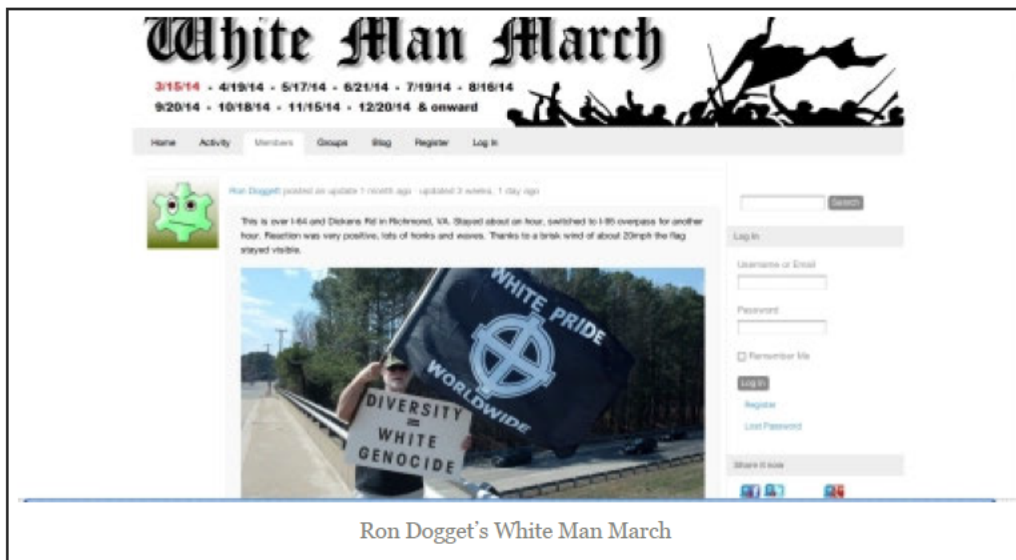 White Man March
3/15/14 - 4/19/14 - 5/17/14 - 6/21/14 - 7/19/14 - 8/16/14
9/20/14 - 10/18/14 - 11/15/14 - 12/20/14 & onward
Home Activity Members Groups Blog Register Log In
Ron Doggett posted an update 1 month ago · updated 3 weeks, 1 day ago
This is over I-64 and Dickens Rd in Richmond, VA. Stayed about an hour, switched to I-95 overpass for another
hour. Reaction was very positive, lots of honks and waves. Thanks to a brisk wind of about 20mph the flag
stayed visible.
WHITE PRIDE
WORLDWIDE
DIVERSITY
=
WHITE
GENOCIDE
Search
Log In
Username or Email
Password
Remember Me
Log In
Register
Lost Password
Share it now
Ron Dogget’s White Man March